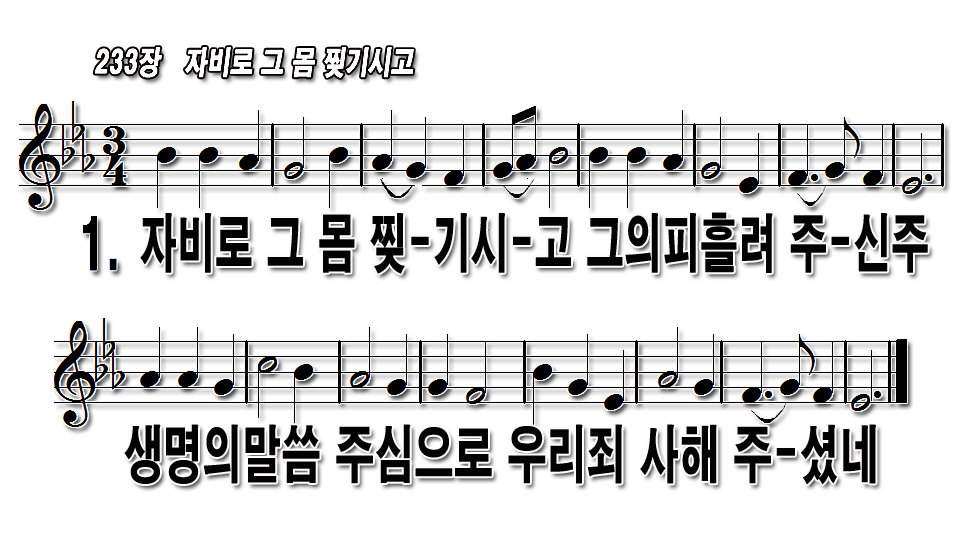 233장 자비로 그 몸 찢기시고
3
4
1. 자비로 그 몸 찢-기시-고 그의피흘려 주-신주
생명의말씀 주심으로 우리죄 사해 주-셨네